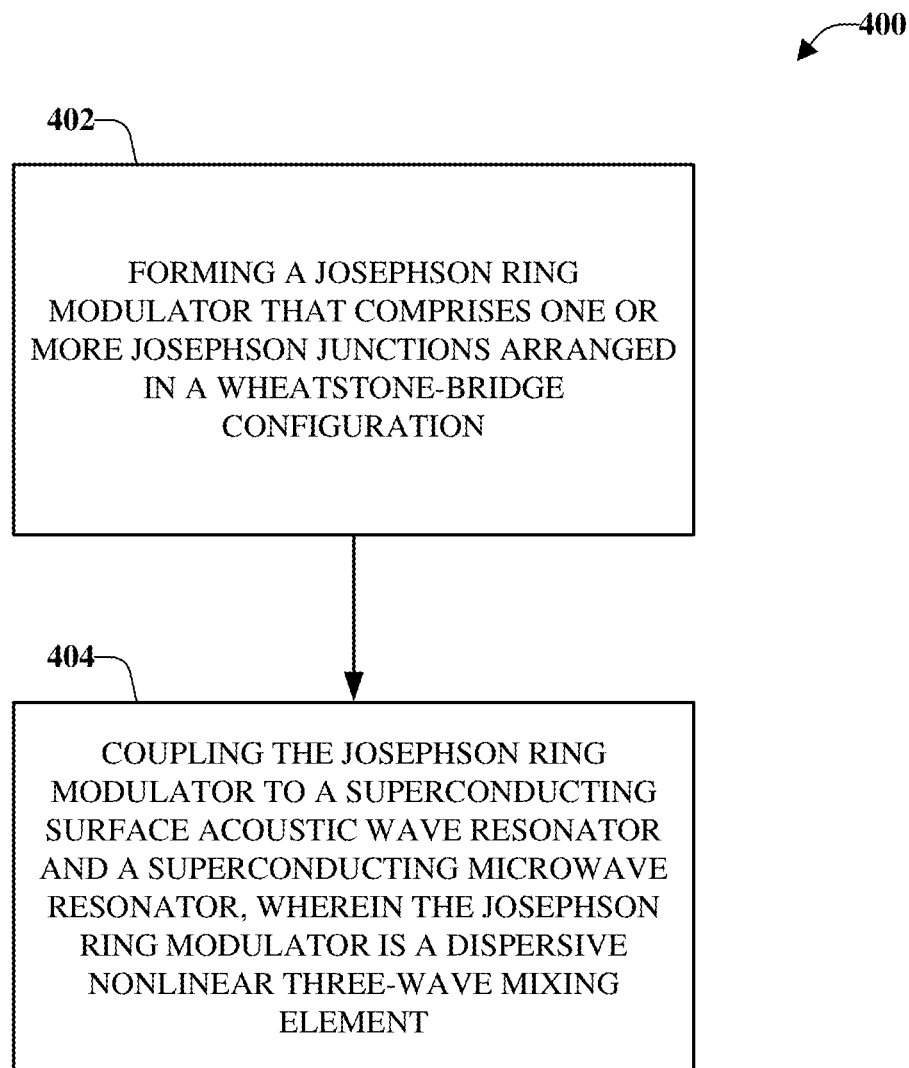 400
402
FORMING A JOSEPHSON RING
MODULATOR THAT COMPRISES ONE OR
MORE JOSEPHSON JUNCTIONS ARRANGED
IN A WHEATSTONE-BRIDGE
CONFIGURATION
404
COUPLING THE JOSEPHSON RING
MODULATOR TO A SUPERCONDUCTING
SURFACE ACOUSTIC WAVE RESONATOR
AND A SUPERCONDUCTING MICROWAVE
RESONATOR, WHEREIN THE JOSEPHSON
RING MODULATOR IS A DISPERSIVE
NONLINEAR THREE-WAVE MIXING
ELEMENT